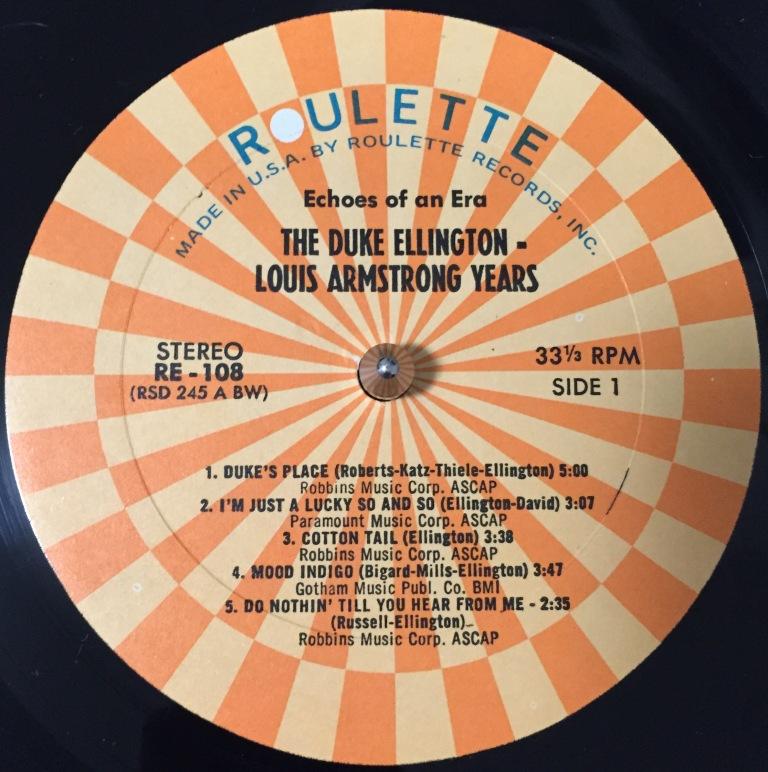 ROULETTE
MADE IN U.S.A. BY ROULETTE RECORDS, INC.
Echoes of an Era
THE DUKE ELLINGTON -
LOUIS ARMSTRONG YEARS
STEREO
RE - 108
(RSD 245 A BW)
33⅓ RPM
SIDE 1
1. DUKE'S PLACE (Roberts-Katz-Thiele-Ellington) 5:00
Robbins Music Corp. ASCAP
2. I'M JUST A LUCKY SO AND SO (Ellington-David) 3:07
Paramount Music Corp. ASCAP
3. COTTON TAIL (Ellington) 3:38
Robbins Music Corp. ASCAP
4. MOOD INDIGO (Bigard-Mills-Ellington) 3:47
Gotham Music Publ. Co. BMI
5. DO NOTHIN' TILL YOU HEAR FROM ME - 2:35
(Russell-Ellington)
Robbins Music Corp. ASCAP